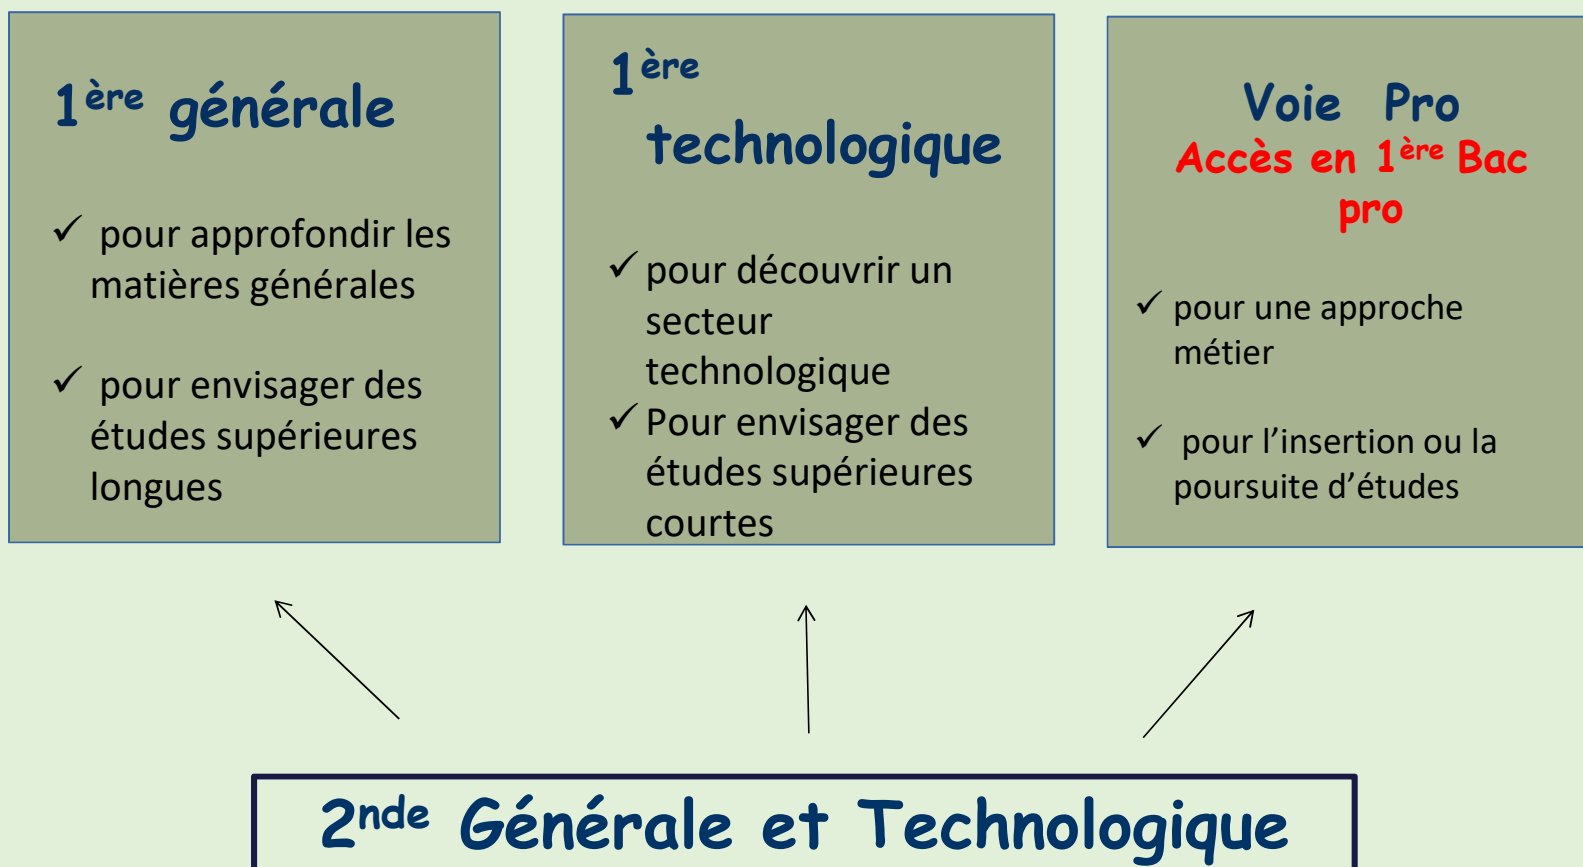 1ère générale
✓ pour approfondir les
matières générales
✓ pour envisager des
études supérieures
longues
1ère
technologique
✓ pour découvrir un
secteur
technologique
✓ Pour envisager des
études supérieures
courtes
Voie Pro
Accès en 1ère Bac
pro
✓ pour une approche
métier
✓ pour l’insertion ou la
poursuite d’études
2nde Générale et Technologique